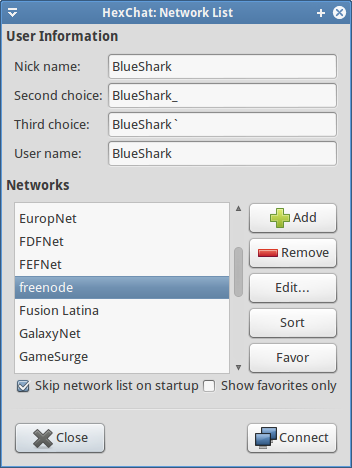 HexChat: Network List
User Information
Nick name: BlueShark
Second choice: BlueShark_
Third choice: BlueShark`
User name: BlueShark
Networks
EuropNet
FDFNet
FEFNet
freenode
Fusion Latina
GalaxyNet
GameSurge
Add
Remove
Edit...
Sort
Favor
Skip network list on startup Show favorites only
Close Connect